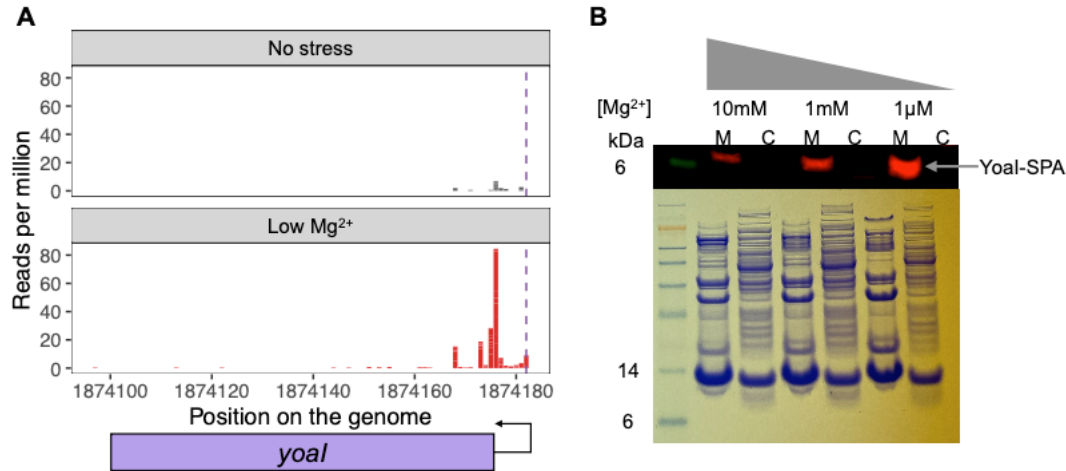 A
No stress
80
60
40
20
0
Low Mg²⁺
80
60
40
20
0
Reads per million
1874100 1874120 1874140 1874160 1874180
Position on the genome
yoaI
B
[Mg²⁺] 10mM 1mM 1µM
kDa M C M C M C
6 YoaI-SPA
14
6